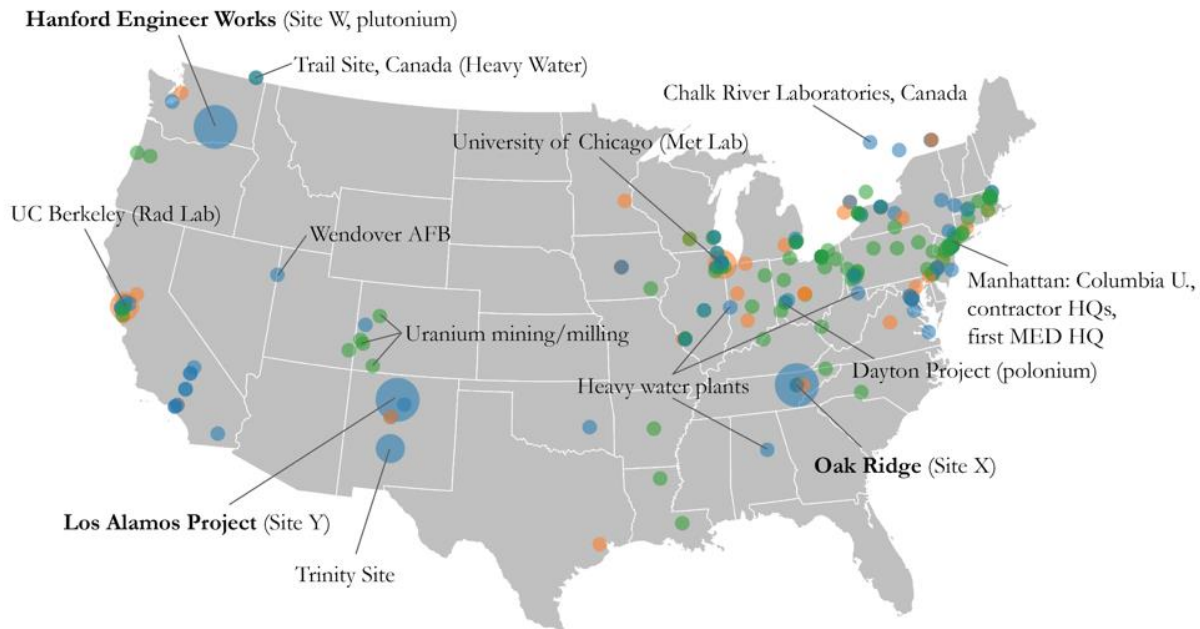 Hanford Engineer Works (Site W, plutonium)
Trail Site, Canada (Heavy Water)
Chalk River Laboratories, Canada
University of Chicago (Met Lab)
UC Berkeley (Rad Lab)
Wendover AFB
Manhattan: Columbia U.,
contractor HQs,
first MED HQ
Uranium mining/milling
Dayton Project (polonium)
Heavy water plants
Oak Ridge (Site X)
Los Alamos Project (Site Y)
Trinity Site